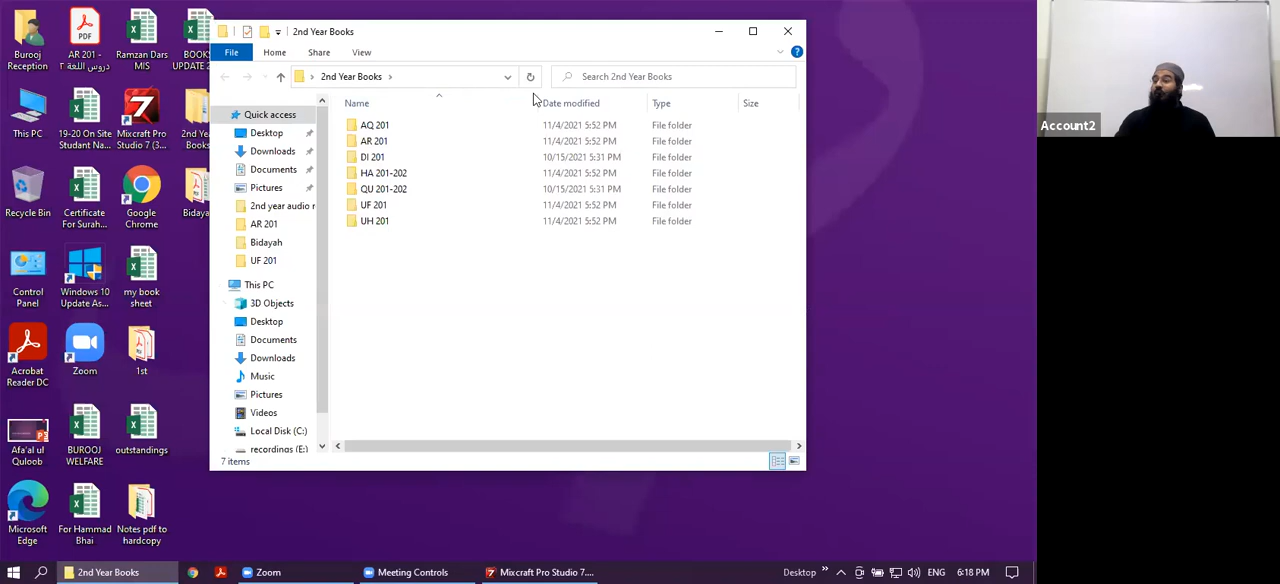 Burooj
Reception
AR 201 -
دروس اللغة ٢
Ramzan Dars
MIS
BOOKS
UPDATE 2
This PC
19-20 On Site
Studant Na...
Mixcraft Pro
Studio 7 (3...
2nd Year
Books
Recycle Bin
Certificate
For Surah...
Google
Chrome
Bidaya
Control
Panel
Windows 10
Update As...
my book
sheet
Acrobat
Reader DC
Zoom
1st
Afa'al ul
Quloob
BUROOJ
WELFARE
outstandings
Microsoft
Edge
For Hammad
Bhai
Notes pdf to
hardcopy
PDF
2nd Year Books
File Home Share View
2nd Year Books
Search 2nd Year Books
Quick access
Desktop
Downloads
Documents
Pictures
2nd year audio r
AR 201
Bidayah
UF 201
This PC
3D Objects
Desktop
Documents
Downloads
Music
Pictures
Videos
Local Disk (C:)
recordings (E:)
Name Date modified Type Size
AQ 201 11/4/2021 5:52 PM File folder
AR 201 11/4/2021 5:52 PM File folder
DI 201 10/15/2021 5:31 PM File folder
HA 201-202 11/4/2021 5:52 PM File folder
QU 201-202 10/15/2021 5:31 PM File folder
UF 201 11/4/2021 5:52 PM File folder
UH 201 11/4/2021 5:52 PM File folder
7 items
Account2
2nd Year Books Zoom Meeting Controls Mixcraft Pro Studio 7.... Desktop ENG 6:18 PM